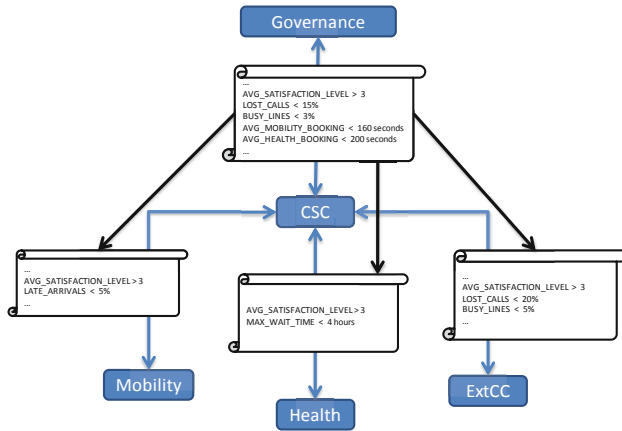 Governance
...
AVG_SATISFACTION_LEVEL > 3
LOST_CALLS < 15%
BUSY_LINES < 3%
AVG_MOBILITY_BOOKING < 160 seconds
AVG_HEALTH_BOOKING < 200 seconds
...
CSC
...
AVG_SATISFACTION_LEVEL > 3
LATE_ARRIVALS < 5%
...
AVG_SATISFACTION_LEVEL > 3
MAX_WAIT_TIME < 4 hours
...
AVG_SATISFACTION_LEVEL > 3
LOST_CALLS < 20%
BUSY_LINES < 5%
...
Mobility
Health
ExtCC